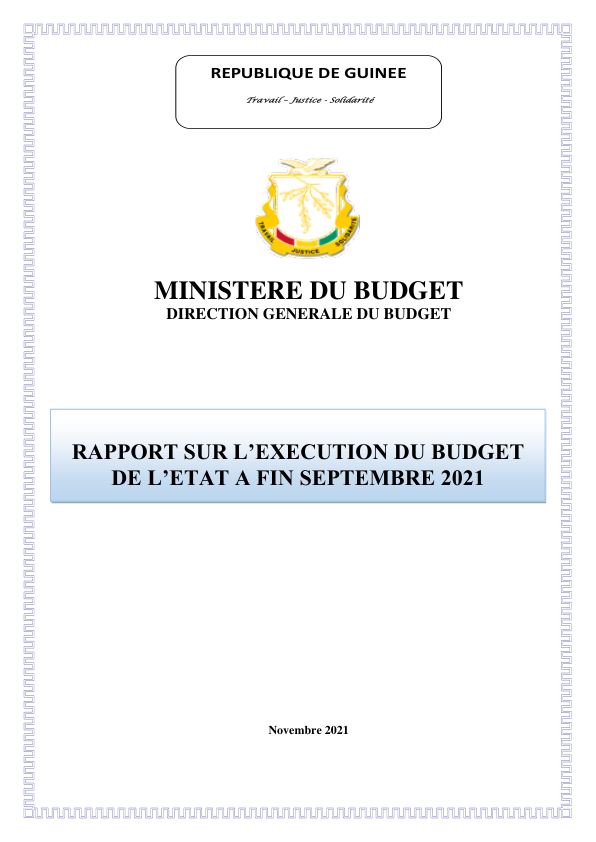 REPUBLIQUE DE GUINEE
Travail – Justice - Solidarité
TRAVAIL
JUSTICE
SOLIDARITÉ
MINISTERE DU BUDGET
DIRECTION GENERALE DU BUDGET
RAPPORT SUR L’EXECUTION DU BUDGET
DE L’ETAT A FIN SEPTEMBRE 2021
Novembre 2021